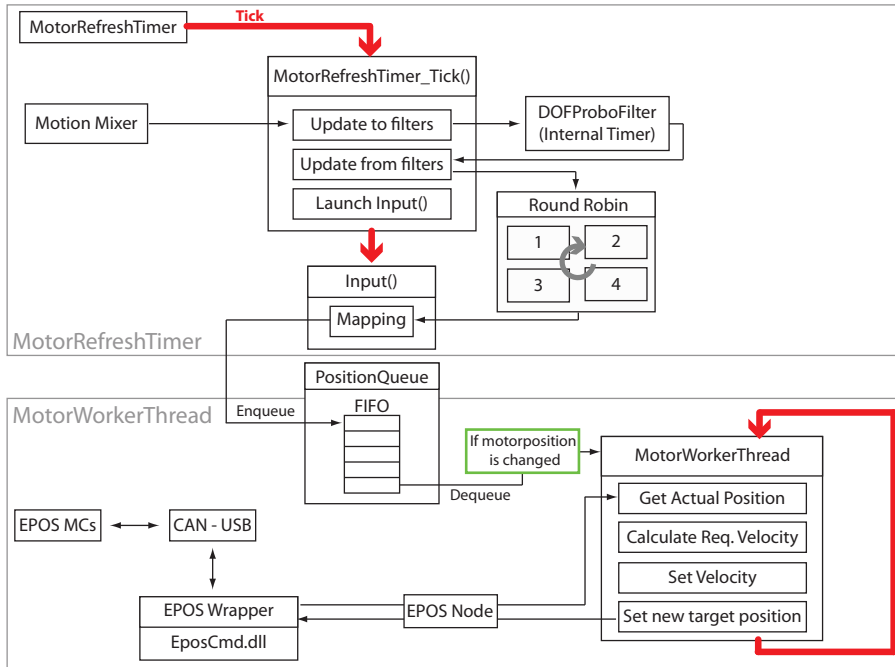 MotorRefreshTimer
Tick
MotorRefreshTimer_Tick()
Motion Mixer
Update to filters
DOFProboFilter
(Internal Timer)
Update from filters
Launch Input()
Round Robin
1
2
3
4
Input()
Mapping
MotorRefreshTimer
PositionQueue
MotorWorkerThread
FIFO
Enqueue
If motorposition
is changed
MotorWorkerThread
Dequeue
Get Actual Position
EPOS MCs
CAN - USB
Calculate Req. Velocity
Set Velocity
EPOS Wrapper
EPOS Node
Set new target position
EposCmd.dll